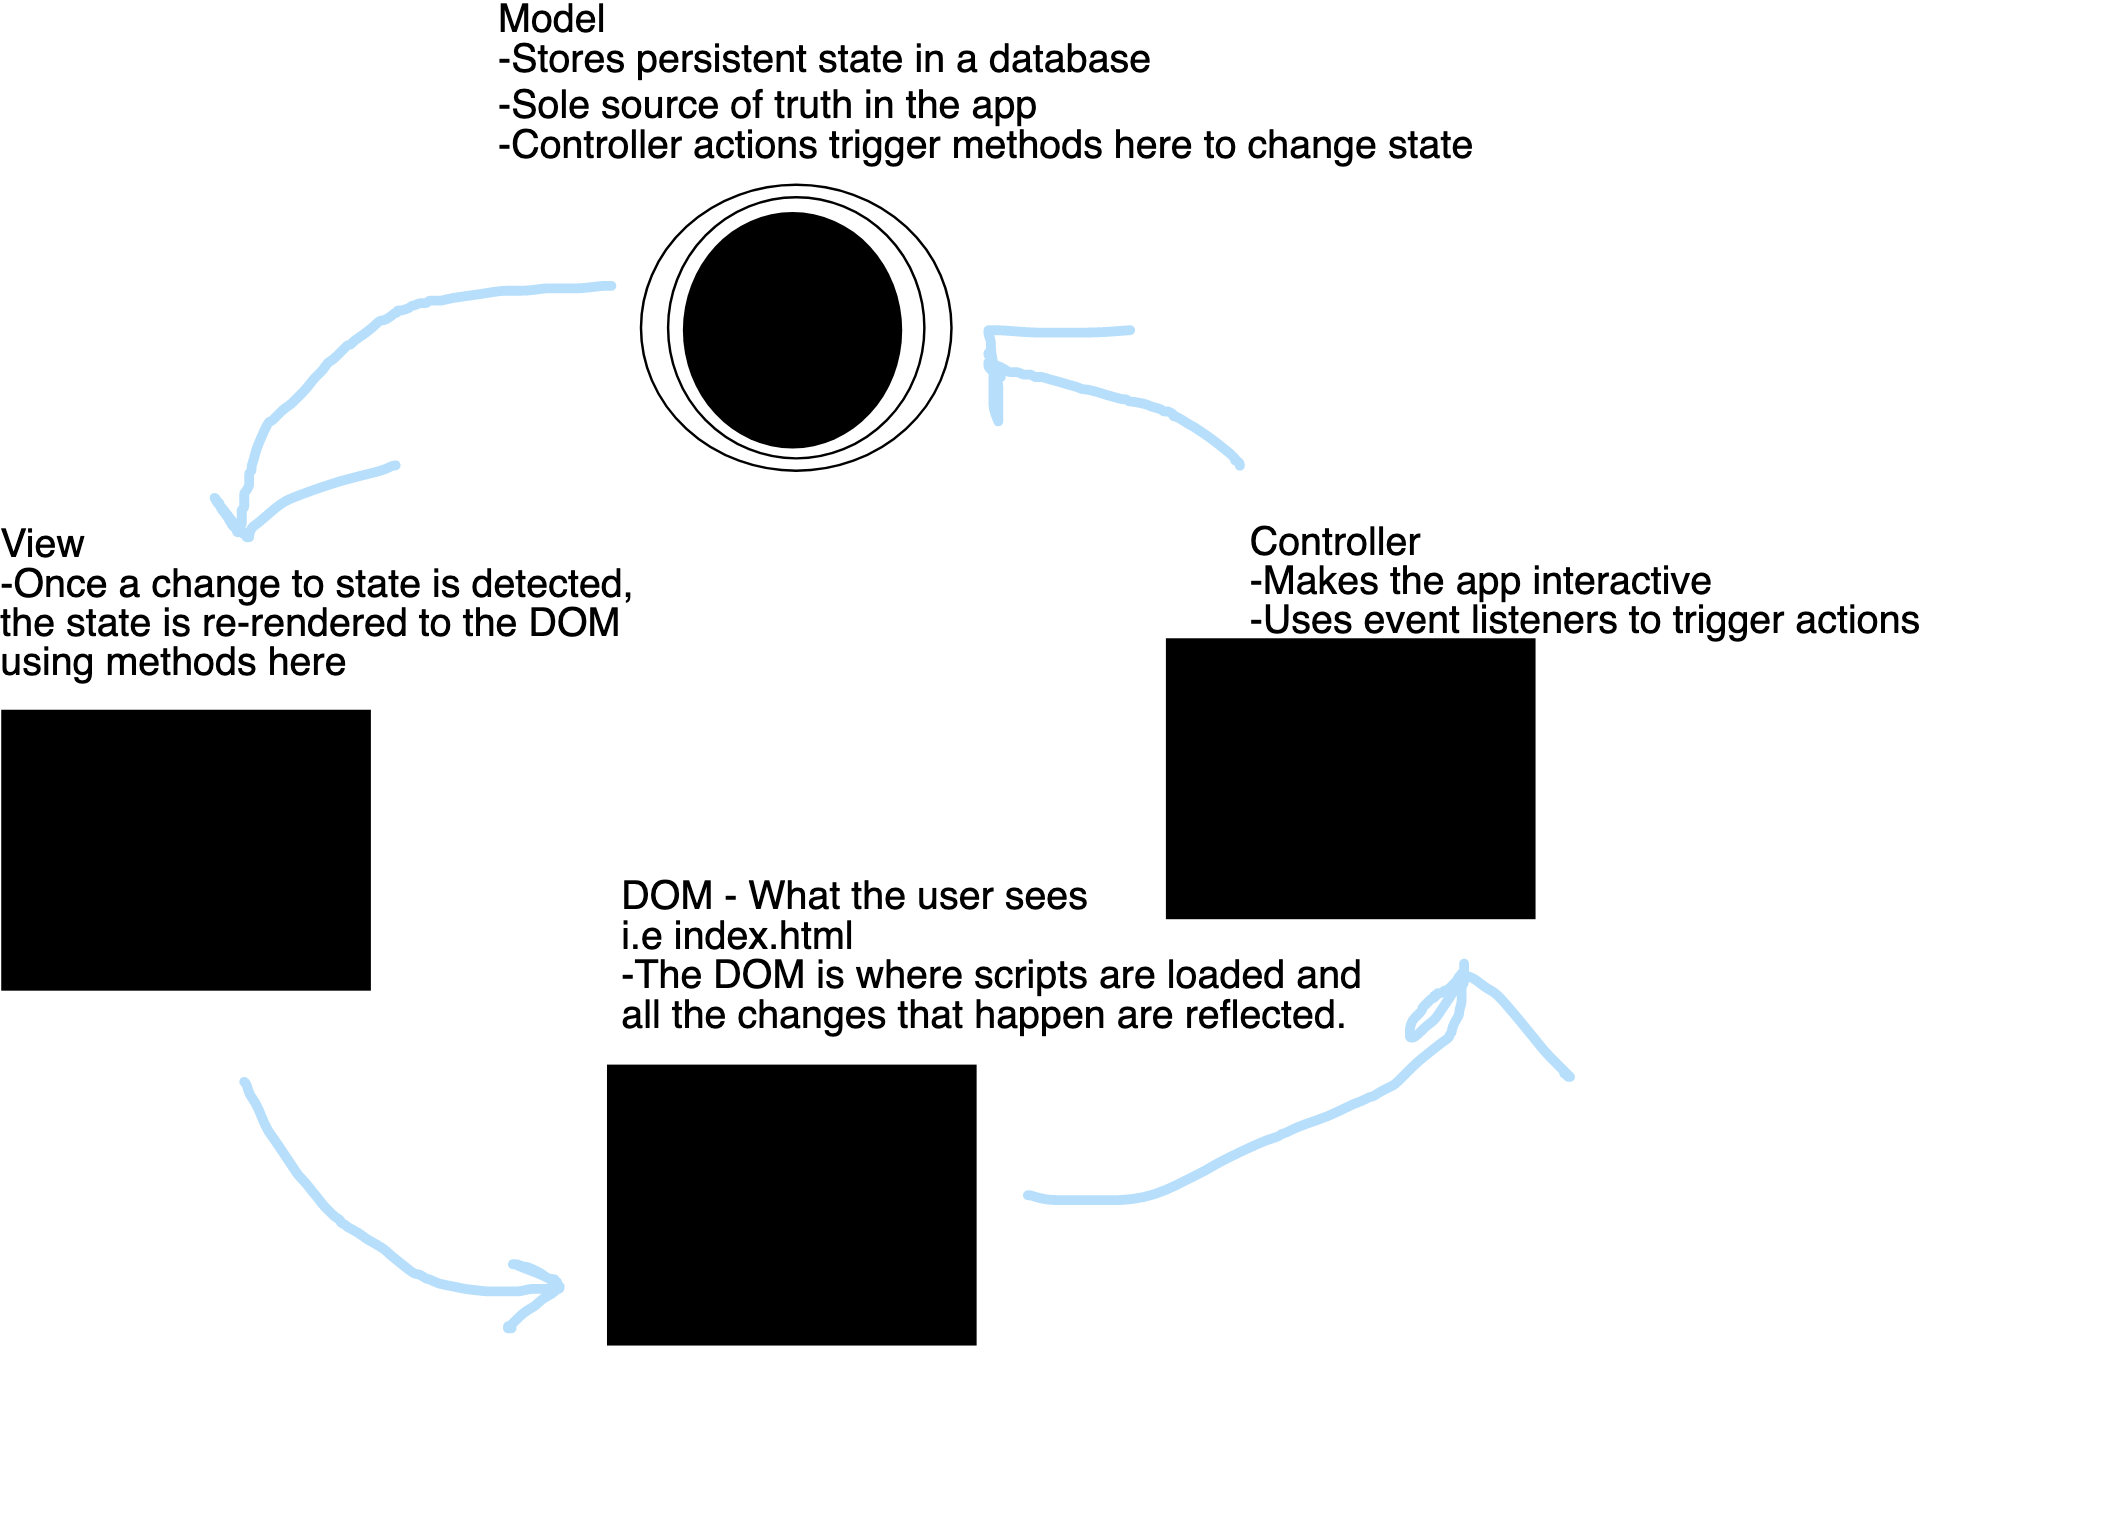 Model
-Stores persistent state in a database
-Sole source of truth in the app
-Controller actions trigger methods here to change state
View
-Once a change to state is detected,
the state is re-rendered to the DOM
using methods here
Controller
-Makes the app interactive
-Uses event listeners to trigger actions
DOM - What the user sees
i.e index.html
-The DOM is where scripts are loaded and
all the changes that happen are reflected.